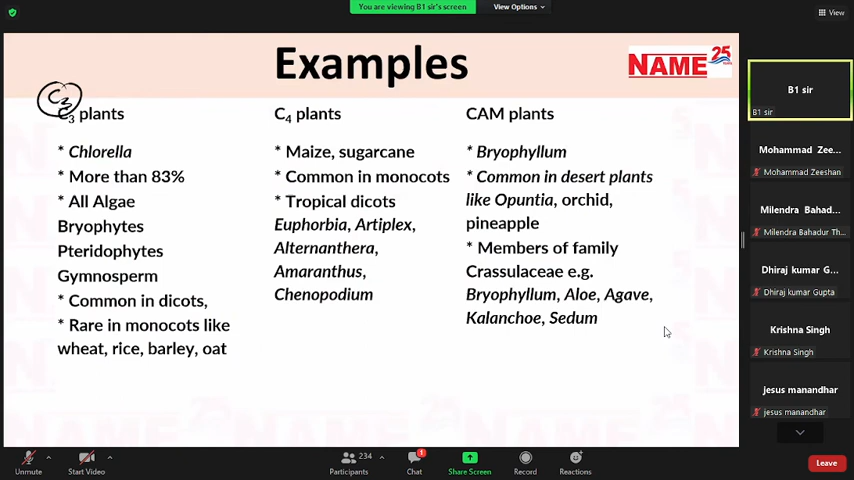 You are viewing B1 sir's screen
View Options
View
Examples
NAME 25
C3
C₃ plants
* Chlorella
* More than 83%
* All Algae
Bryophytes
Pteridophytes
Gymnosperm
* Common in dicots,
* Rare in monocots like
wheat, rice, barley, oat
C₄ plants
* Maize, sugarcane
* Common in monocots
* Tropical dicots
Euphorbia, Artiplex,
Alternanthera,
Amaranthus,
Chenopodium
CAM plants
* Bryophyllum
* Common in desert plants
like Opuntia, orchid,
pineapple
* Members of family
Crassulaceae e.g.
Bryophyllum, Aloe, Agave,
Kalanchoe, Sedum
B1 sir
B1 sir
Mohammad Zee...
Mohammad Zeeshan
Milendra Bahad...
Milendra Bahadur Th...
Dhiraj kumar G...
Dhiraj kumar Gupta
Krishna Singh
Krishna Singh
jesus manandhar
jesus manandhar
Unmute
Start Video
234
Participants
1
Chat
Share Screen
Record
Reactions
Leave